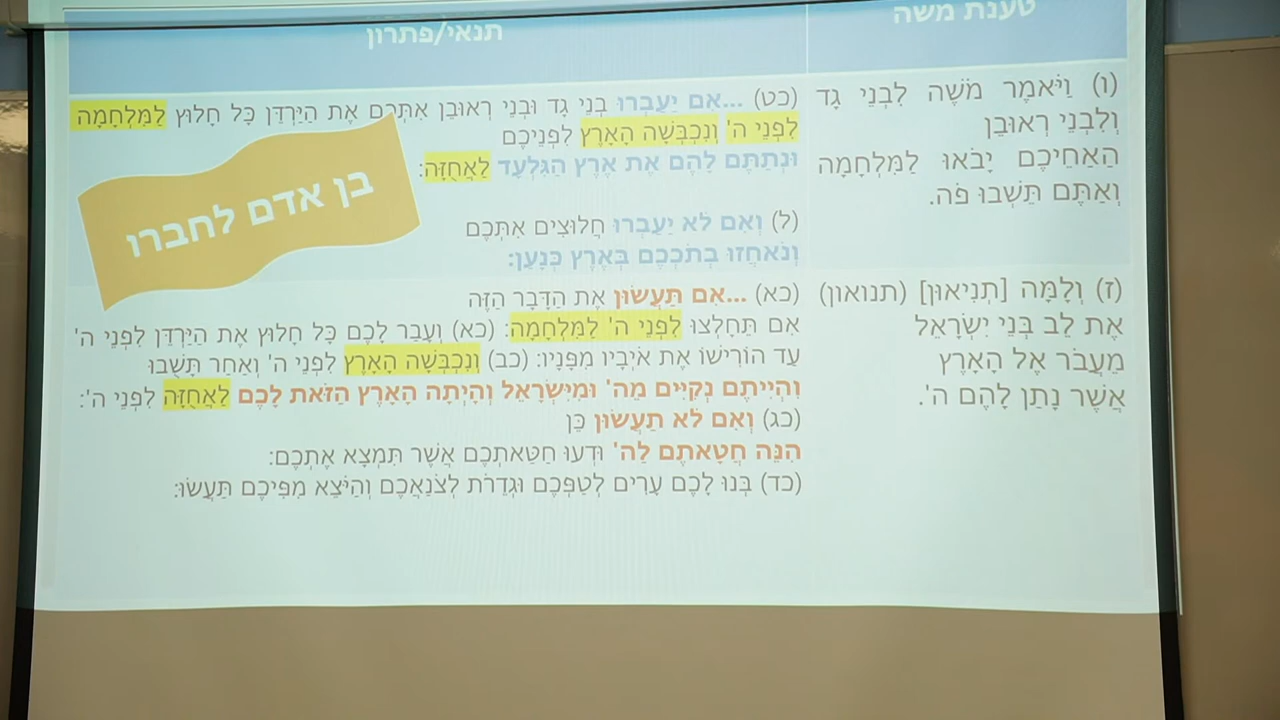 טענת משה
תנאי/פתרון
(ו) וַיֹּאמֶר מֹשֶׁה לִבְנֵי גָד
וְלִבְנֵי רְאוּבֵן
הַאַחֵיכֶם יָבֹאוּ לַמִּלְחָמָה
וְאַתֶּם תֵּשְׁבוּ פֹה.
(כט) ...אִם יַעַבְרוּ בְנֵי גָד וּבְנֵי רְאוּבֵן אִתְּכֶם אֶת הַיַּרְדֵּן כָּל חָלוּץ לַמִּלְחָמָה
לִפְנֵי ה' וְנִכְבְּשָׁה הָאָרֶץ לִפְנֵיכֶם
וּנְתַתֶּם לָהֶם אֶת אֶרֶץ הַגִּלְעָד לַאֲחֻזָּה:
(ל) וְאִם לֹא יַעַבְרוּ חֲלוּצִים אִתְּכֶם
וְנֹאחֲזוּ בְתֹכְכֶם בְּאֶרֶץ כְּנָעַן:
בן אדם לחברו
(ז) וְלָמָּה [תְנִיאוּן] (תנואון)
אֶת לֵב בְּנֵי יִשְׂרָאֵל
מֵעֲבֹר אֶל הָאָרֶץ
אֲשֶׁר נָתַן לָהֶם ה'.
(כא) ...אִם תַּעֲשׂוּן אֶת הַדָּבָר הַזֶּה
אִם תֵּחָלְצוּ לִפְנֵי ה' לַמִּלְחָמָה: (כא) וְעָבַר לָכֶם כָּל חָלוּץ אֶת הַיַּרְדֵּן לִפְנֵי ה'
עַד הוֹרִישׁוֹ אֶת אֹיְבָיו מִפָּנָיו: (כב) וְנִכְבְּשָׁה הָאָרֶץ לִפְנֵי ה' וְאַחַר תָּשֻׁבוּ
וִהְיִיתֶם נְקִיִּים מֵה' וּמִיִּשְׂרָאֵל וְהָיְתָה הָאָרֶץ הַזֹּאת לָכֶם לַאֲחֻזָּה לִפְנֵי ה':
(כג) וְאִם לֹא תַעֲשׂוּן כֵּן
הִנֵּה חֲטָאתֶם לַה' וּדְעוּ חַטַּאתְכֶם אֲשֶׁר תִּמְצָא אֶתְכֶם:
(כד) בְּנוּ לָכֶם עָרִים לְטַפְּכֶם וּגְדֵרֹת לְצֹנַאֲכֶם וְהַיֹּצֵא מִפִּיכֶם תַּעֲשׂוּ: